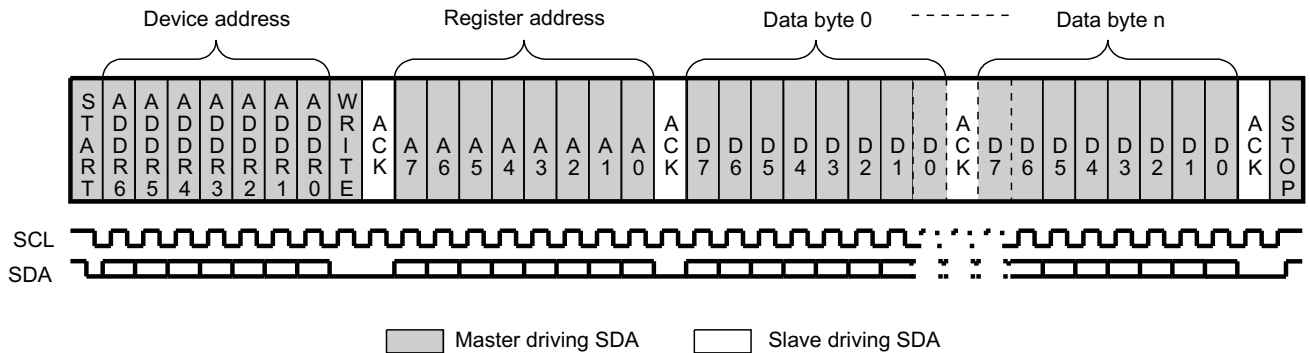 Device address Register address Data byte 0 Data byte n
START ADDR6 ADDR5 ADDR4 ADDR3 ADDR2 ADDR1 ADDR0 WRITE ACK A7 A6 A5 A4 A3 A2 A1 A0 ACK D7 D6 D5 D4 D3 D2 D1 D0 ACK D7 D6 D5 D4 D3 D2 D1 D0 ACK STOP
SCL
SDA
Master driving SDA Slave driving SDA